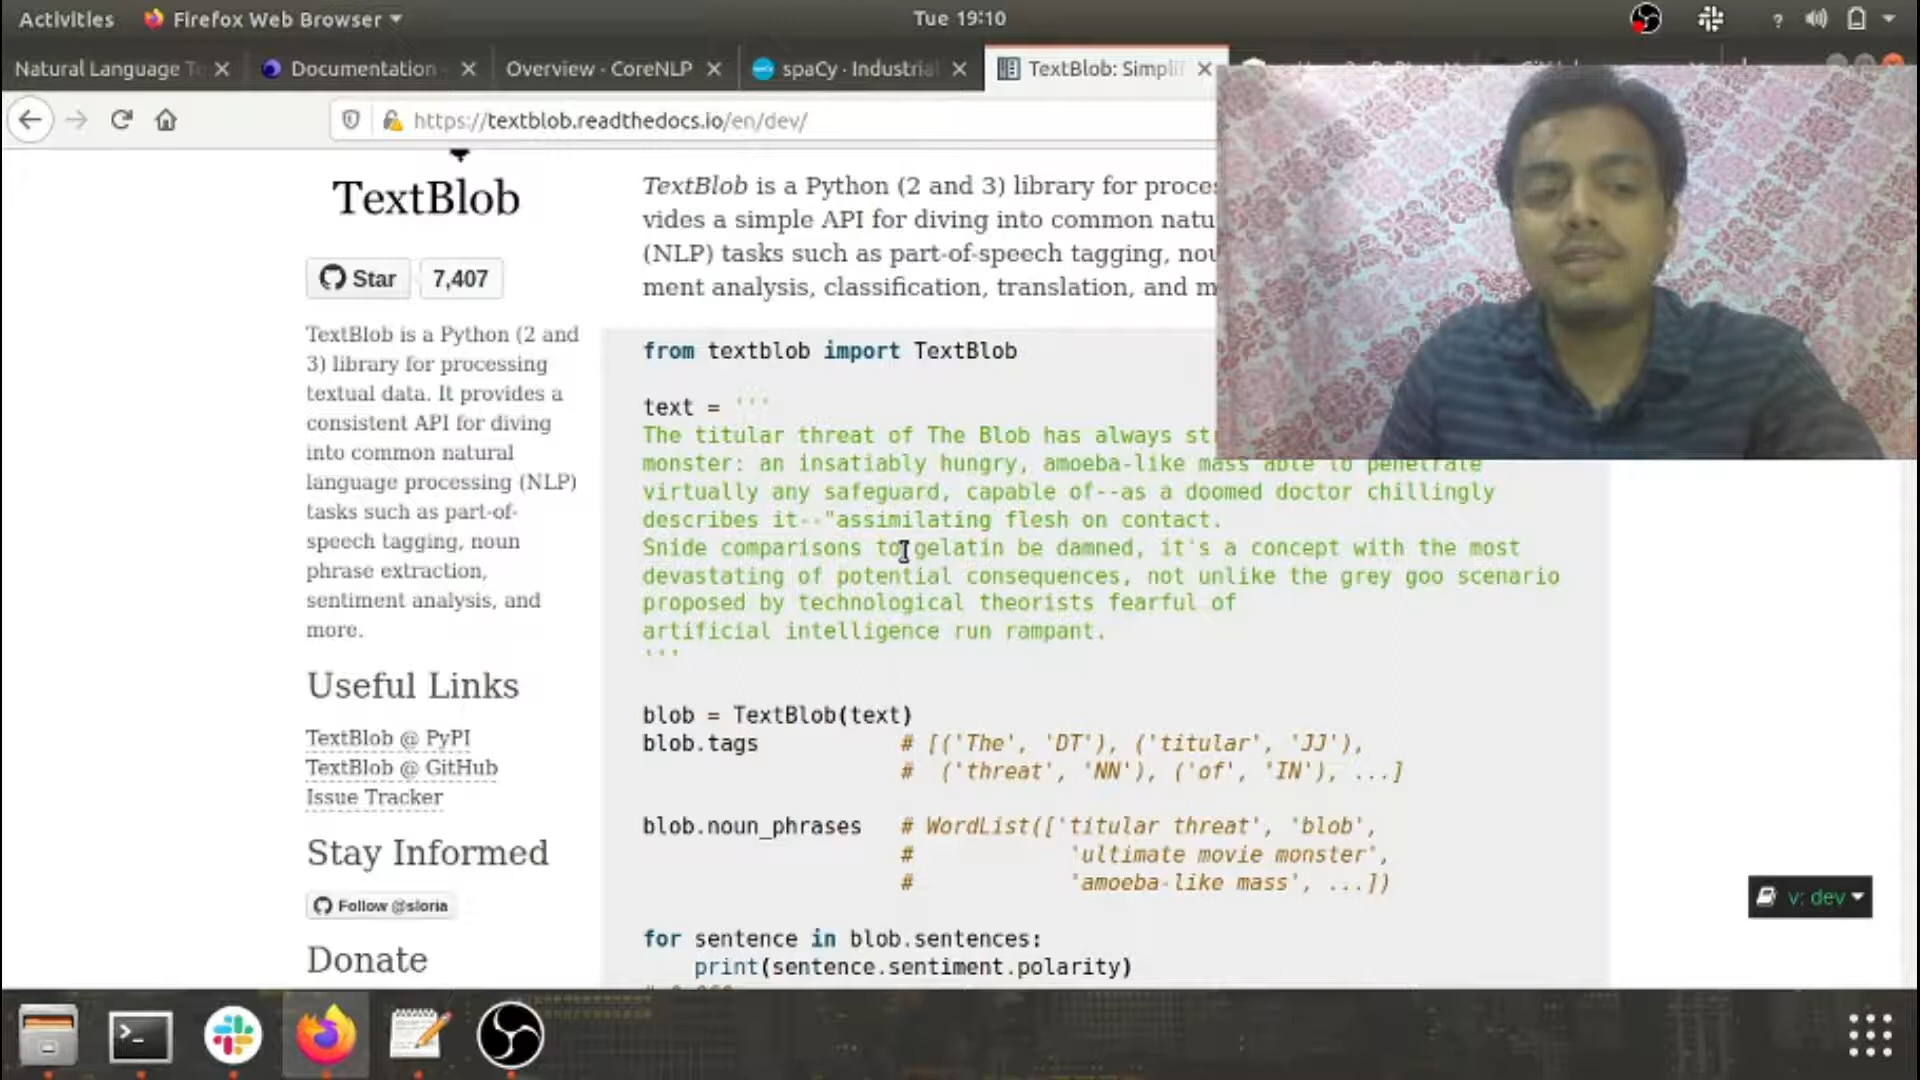 Activities
Firefox Web Browser
Tue 19:10
?
Natural Language T
Documentation
Overview · CoreNLP
spaCy · Industrial
TextBlob: Simpli
https://textblob.readthedocs.io/en/dev/
TextBlob
Star
7,407
TextBlob is a Python (2 and
3) library for processing
textual data. It provides a
consistent API for diving
into common natural
language processing (NLP)
tasks such as part-of-
speech tagging, noun
phrase extraction,
sentiment analysis, and
more.
Useful Links
TextBlob @ PyPI
TextBlob @ GitHub
Issue Tracker
Stay Informed
Follow @sloria
Donate
TextBlob is a Python (2 and 3) library for proce
vides a simple API for diving into common natu
(NLP) tasks such as part-of-speech tagging, nou
ment analysis, classification, translation, and m
from textblob import TextBlob
text = '''
The titular threat of The Blob has always st
monster: an insatiably hungry, amoeba-like mass able to penetrate
virtually any safeguard, capable of--as a doomed doctor chillingly
describes it--"assimilating flesh on contact.
Snide comparisons to gelatin be damned, it's a concept with the most
devastating of potential consequences, not unlike the grey goo scenario
proposed by technological theorists fearful of
artificial intelligence run rampant.
'''
blob = TextBlob(text)
blob.tags # [('The', 'DT'), ('titular', 'JJ'),
# ('threat', 'NN'), ('of', 'IN'), ...]
blob.noun_phrases # WordList(['titular threat', 'blob',
# 'ultimate movie monster',
# 'amoeba-like mass', ...])
for sentence in blob.sentences:
print(sentence.sentiment.polarity)
v: dev